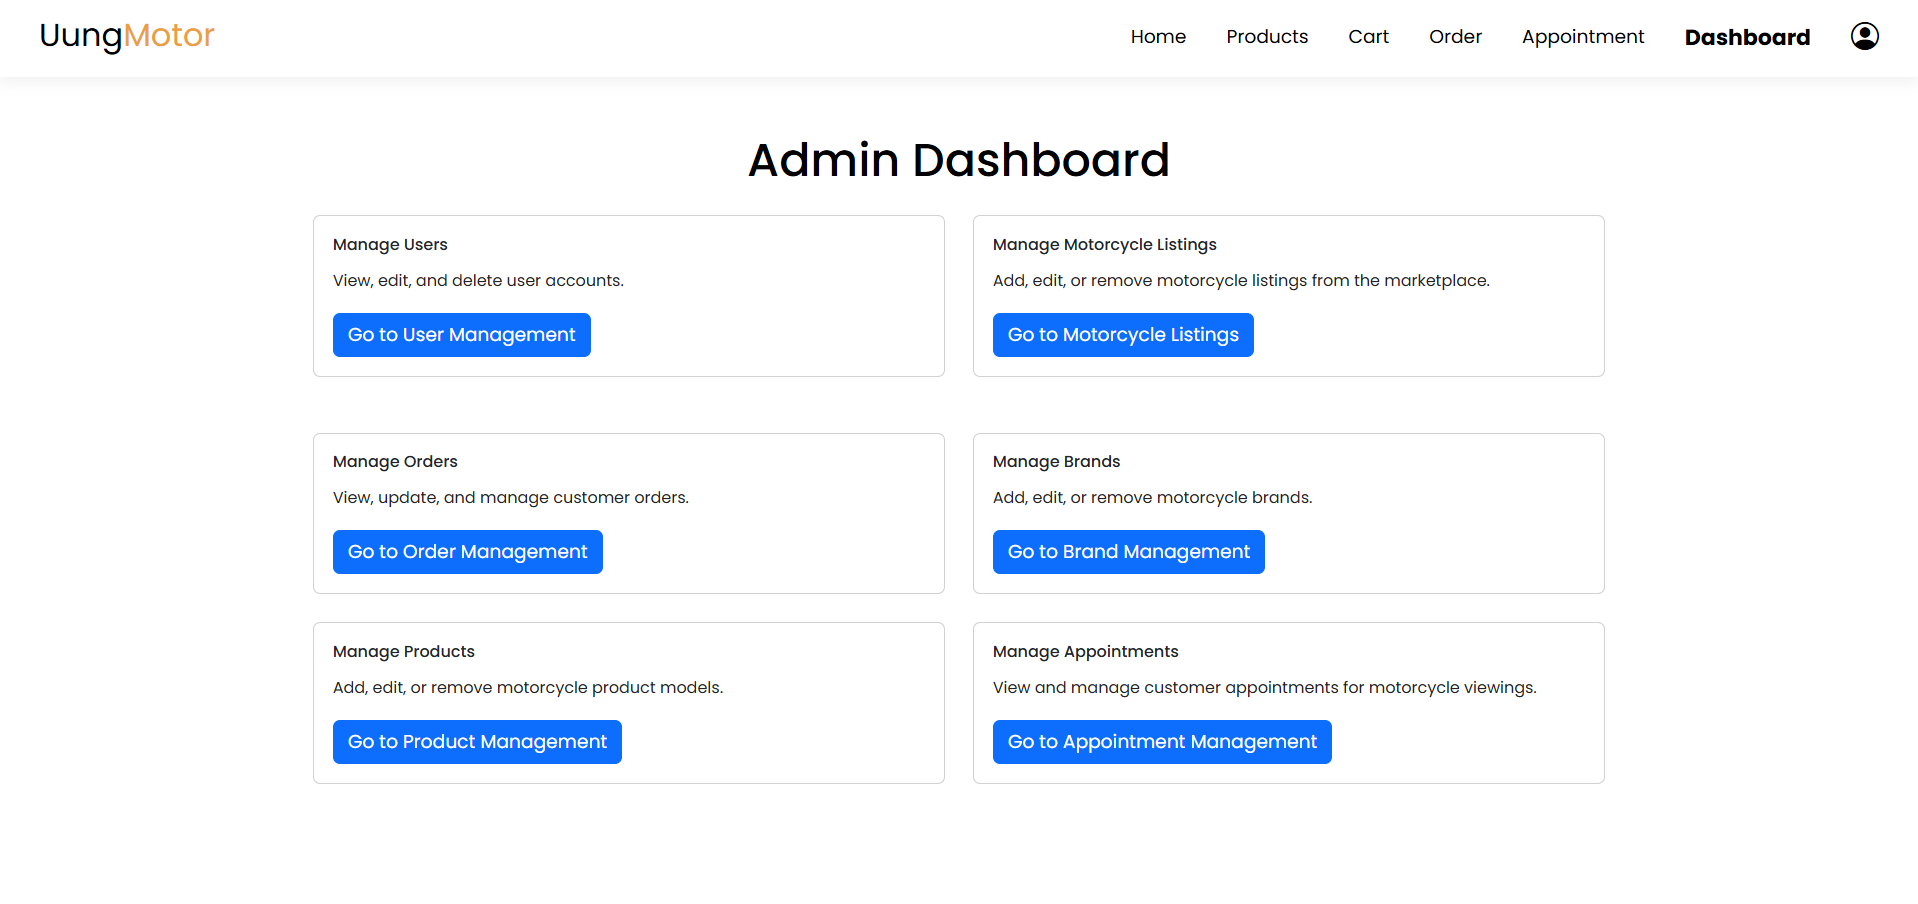 UungMotor
Home Products Cart Order Appointment Dashboard
Admin Dashboard
Manage Users
View, edit, and delete user accounts.
Go to User Management
Manage Motorcycle Listings
Add, edit, or remove motorcycle listings from the marketplace.
Go to Motorcycle Listings
Manage Orders
View, update, and manage customer orders.
Go to Order Management
Manage Brands
Add, edit, or remove motorcycle brands.
Go to Brand Management
Manage Products
Add, edit, or remove motorcycle product models.
Go to Product Management
Manage Appointments
View and manage customer appointments for motorcycle viewings.
Go to Appointment Management